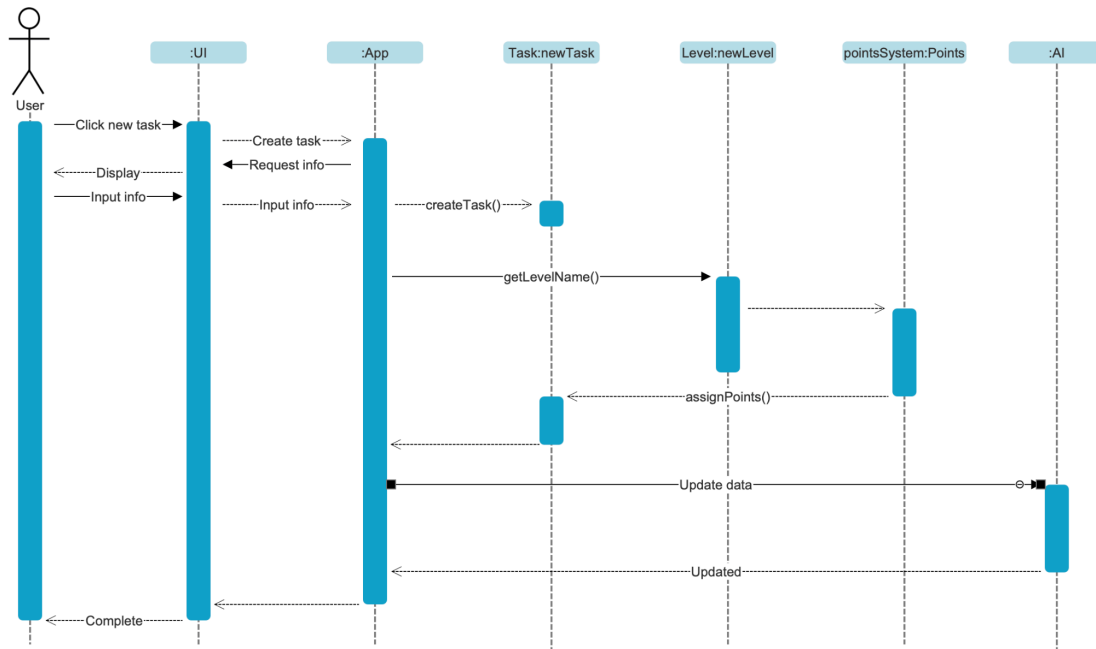 :UI
:App
Task:newTask
Level:newLevel
pointsSystem:Points
:AI
User
Click new task
Create task
Request info
Display
Input info
Input info
createTask()
getLevelName()
assignPoints()
Update data
Updated
Complete